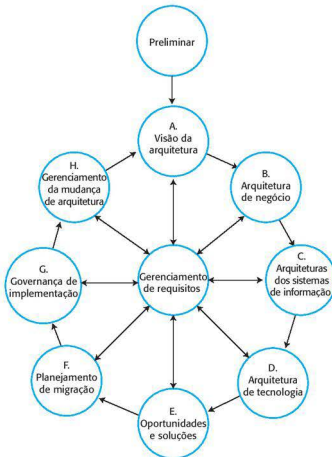 Preliminar
A.
Visão da
arquitetura
H.
Gerenciamento
da mudança
de arquitetura
B.
Arquitetura
de negócio
G.
Governança de
implementação
Gerenciamento
de requisitos
C.
Arquiteturas
dos sistemas
de informação
F.
Planejamento
de migração
D.
Arquitetura
de tecnologia
E.
Oportunidades
e soluções